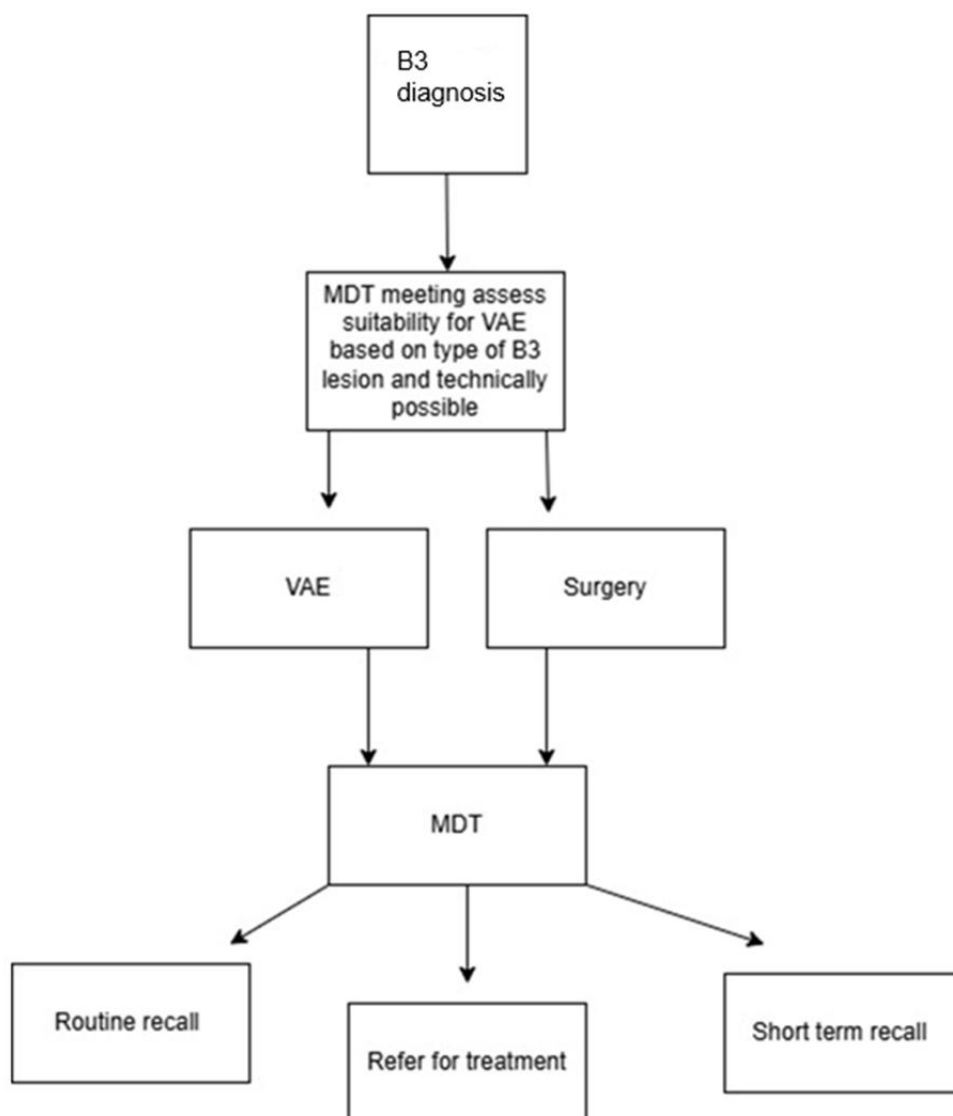 B3
diagnosis
MDT meeting assess
suitability for VAE
based on type of B3
lesion and technically
possible
VAE
Surgery
MDT
Routine recall
Refer for treatment
Short term recall